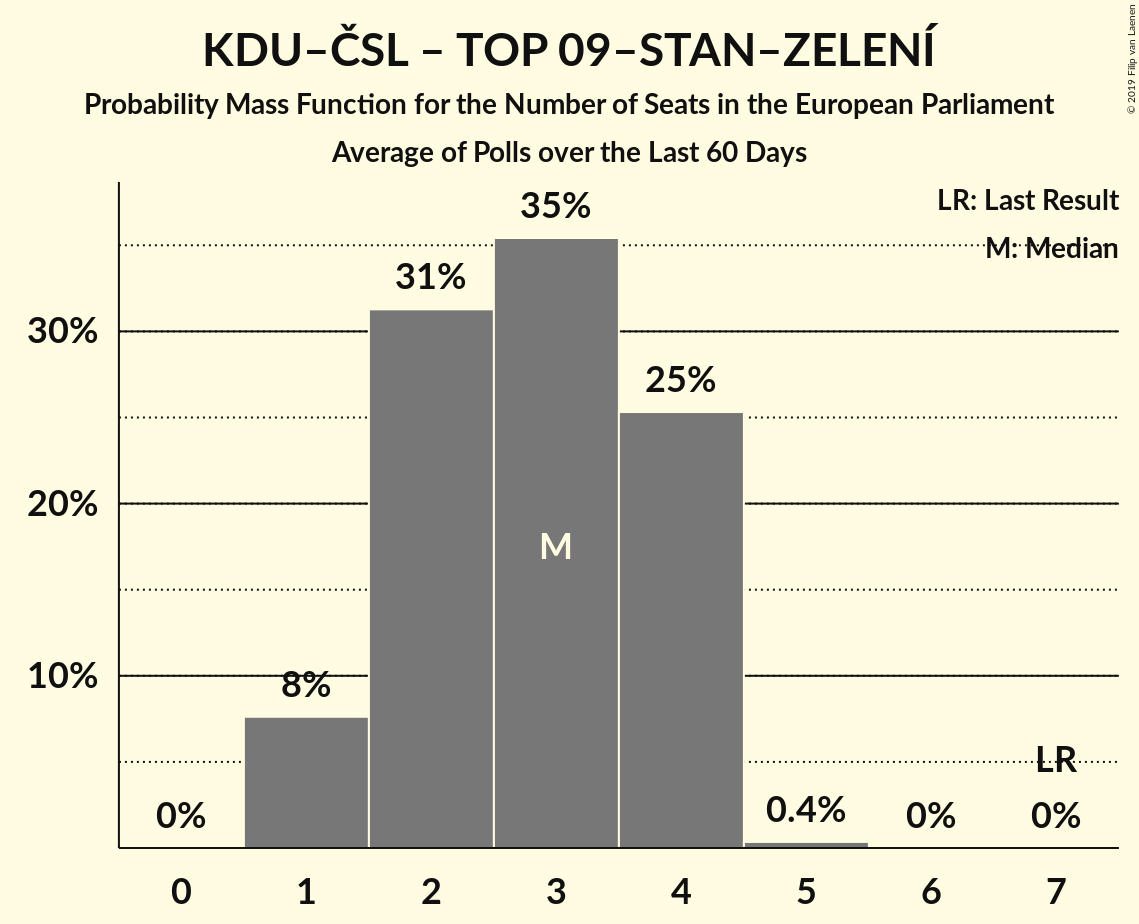 KDU–ČSL – TOP 09–STAN–ZELENÍ
Probability Mass Function for the Number of Seats in the European Parliament
Average of Polls over the Last 60 Days
© 2019 Filip van Laenen
LR: Last Result
M: Median
35%
31%
30%
25%
20%
M
10%
8%
LR
0%
0.4%
0%
0%
0 1 2 3 4 5 6 7